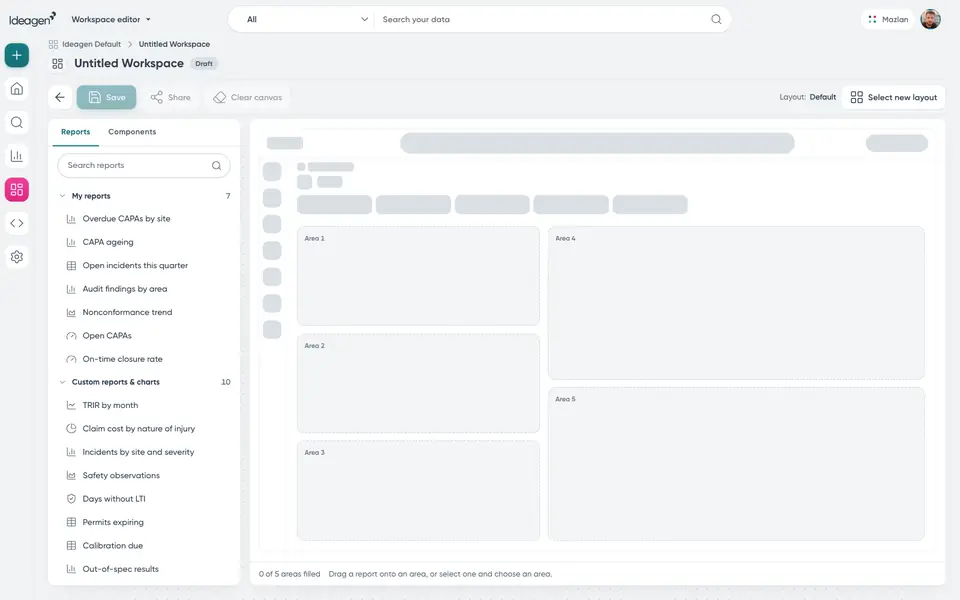 Ideagen
Workspace editor
All
Search your data
Mazlan
Ideagen Default
Untitled Workspace
Untitled Workspace
Draft
Save
Share
Clear canvas
Layout: Default
Select new layout
Reports
Components
Search reports
My reports
7
Overdue CAPAs by site
CAPA ageing
Open incidents this quarter
Audit findings by area
Nonconformance trend
Open CAPAs
On-time closure rate
Custom reports & charts
10
TRIR by month
Claim cost by nature of injury
Incidents by site and severity
Safety observations
Days without LTI
Permits expiring
Calibration due
Out-of-spec results
Area 1
Area 2
Area 3
Area 4
Area 5
0 of 5 areas filled
Drag a report onto an area, or select one and choose an area.